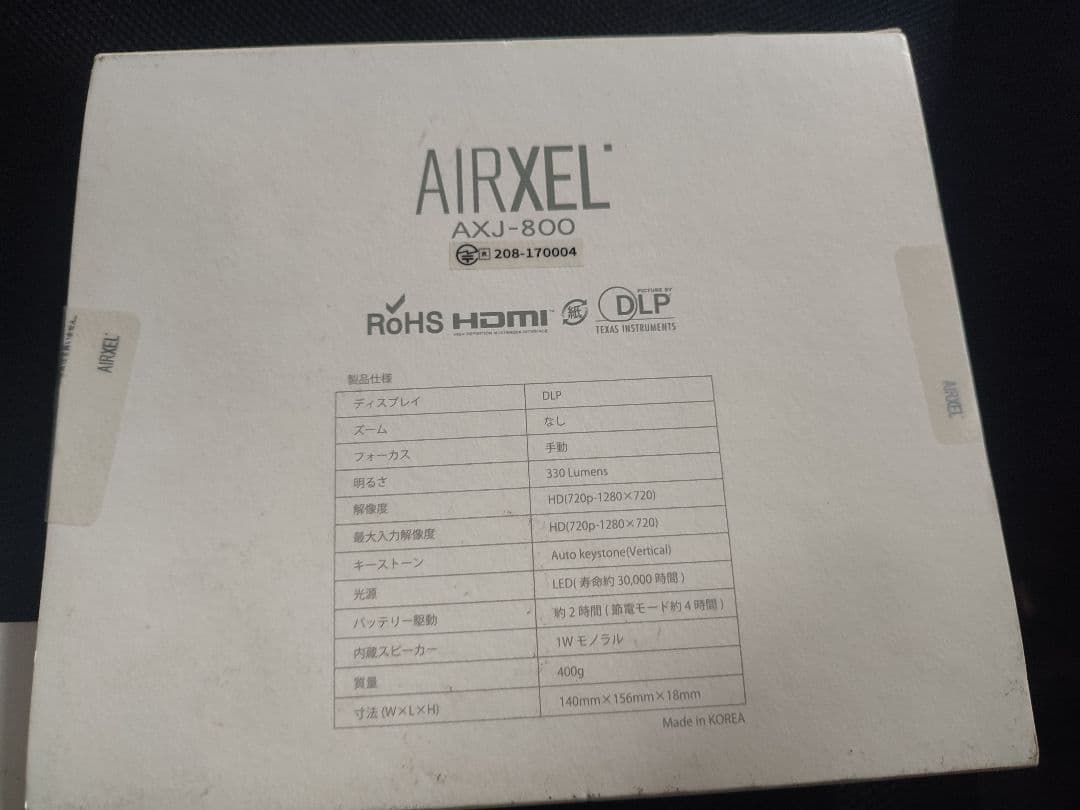 AIRXEL
AXJ-800
R 208-170004
RoHS HDMI 紙 PICTURE BY DLP
HIGH-DEFINITION MULTIMEDIA INTERFACE TEXAS INSTRUMENTS
製品仕様
ディスプレイ DLP
ズーム なし
フォーカス 手動
明るさ 330 Lumens
解像度 HD(720p-1280×720)
最大入力解像度 HD(720p-1280×720)
キーストーン Auto keystone(Vertical)
光源 LED( 寿命約 30,000 時間 )
バッテリー駆動 約 2 時間 ( 節電モード約 4 時間 )
内蔵スピーカー 1W モノラル
質量 400g
寸法 (W×L×H) 140mm×156mm×18mm
Made in KOREA
AIRXEL
AIRXEL